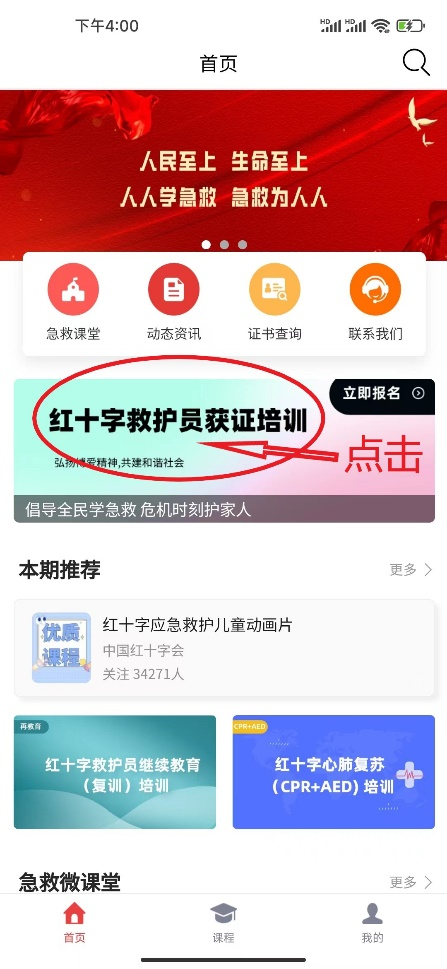 下午4:00
HD HD
首页
人民至上 生命至上
人人学急救 急救为人人
急救课堂 动态资讯 证书查询 联系我们
立即报名
红十字救护员获证培训
点击
弘扬博爱精神,共建和谐社会
倡导全民学急救 危机时刻护家人
本期推荐 更多
优质
课程
红十字应急救护儿童动画片
中国红十字会
关注 34271人
再教育
红十字救护员继续教育
（复训）培训
CPR+AED
红十字心肺复苏
（CPR+AED) 培训
急救微课堂 更多
首页 课程 我的